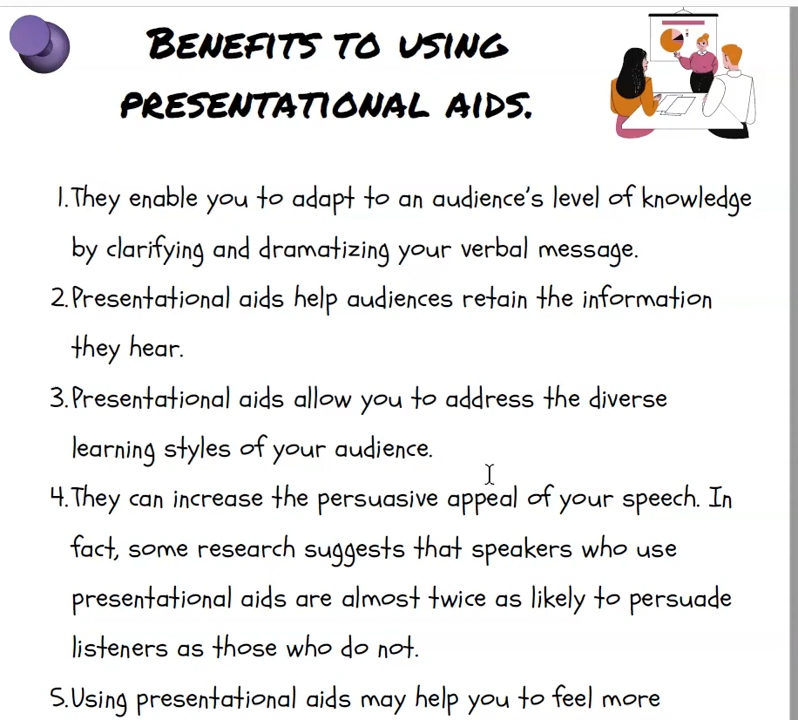 BENEFITS TO USING
PRESENTATIONAL AIDS.
1. They enable you to adapt to an audience's level of knowledge
by clarifying and dramatizing your verbal message.
2. Presentational aids help audiences retain the information
they hear.
3. Presentational aids allow you to address the diverse
learning styles of your audience.
4. They can increase the persuasive appeal of your speech. In
fact, some research suggests that speakers who use
presentational aids are almost twice as likely to persuade
listeners as those who do not.
5. Using presentational aids may help you to feel more